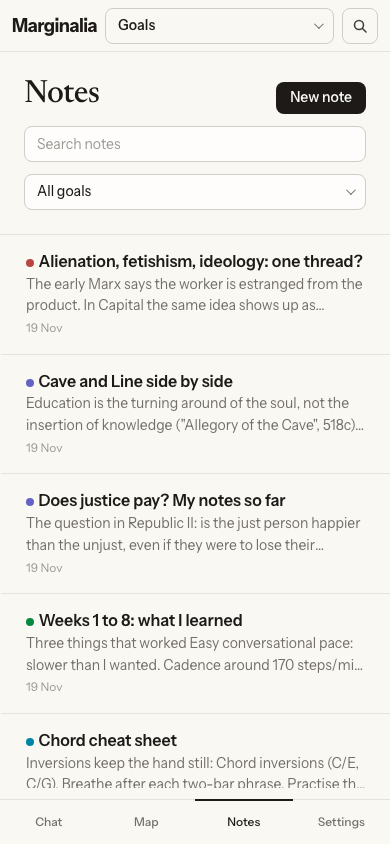 Marginalia
Goals
Notes
New note
Search notes
All goals
Alienation, fetishism, ideology: one thread?
The early Marx says the worker is estranged from the
product. In Capital the same idea shows up as...
19 Nov
Cave and Line side by side
Education is the turning around of the soul, not the
insertion of knowledge ("Allegory of the Cave", 518c)...
19 Nov
Does justice pay? My notes so far
The question in Republic II: is the just person happier
than the unjust, even if they were to lose their...
19 Nov
Weeks 1 to 8: what I learned
Three things that worked Easy conversational pace:
slower than I wanted. Cadence around 170 steps/mi...
19 Nov
Chord cheat sheet
Inversions keep the hand still: Chord inversions (C/E,
C/G). Breathe after each two-bar phrase. Practise th...
Chat
Map
Notes
Settings